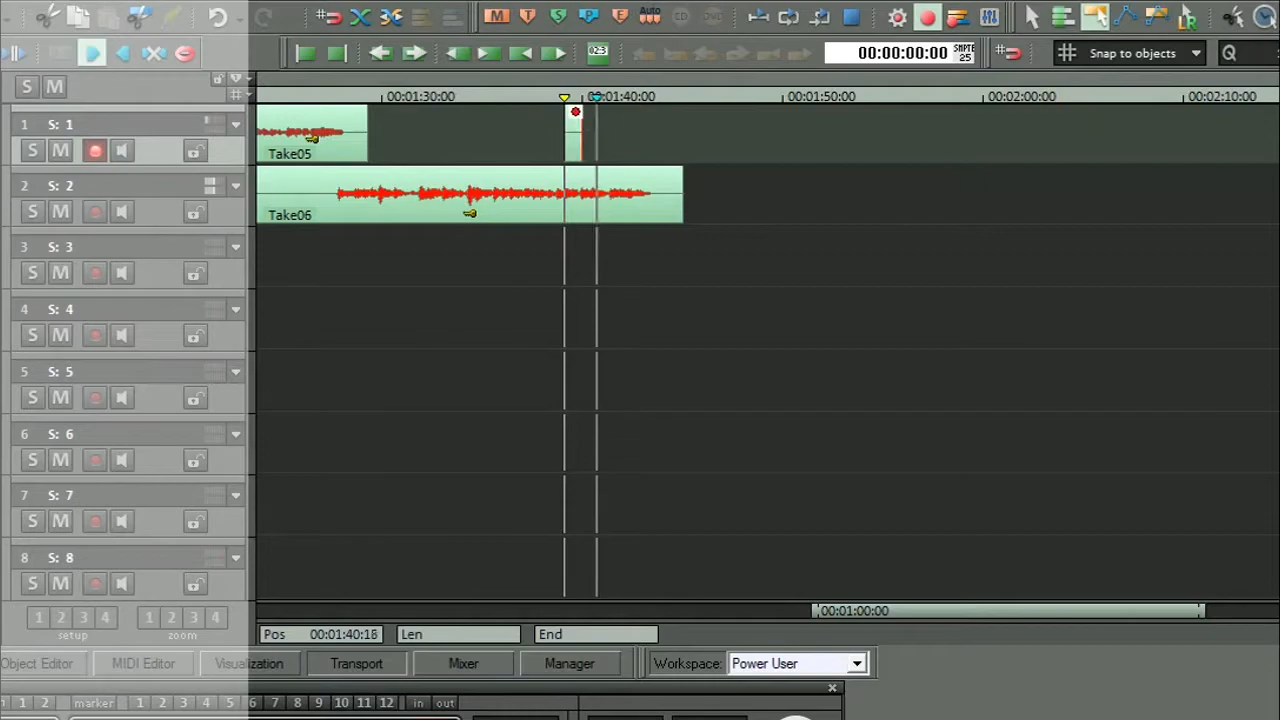 M T S P E Auto CD DVD
02:3 00:00:00:00 SMPTE 25 Snap to objects
S M
00:01:30:00 00:01:40:00 00:01:50:00 00:02:00:00 00:02:10:00
1 S: 1
S M
Take05
2 S: 2
S M
Take06
3 S: 3
S M
4 S: 4
S M
5 S: 5
S M
6 S: 6
S M
7 S: 7
S M
8 S: 8
S M
00:01:00:00
1 2 3 4 1 2 3 4
setup zoom
Pos 00:01:40:16 Len End
Object Editor MIDI Editor Visualization Transport Mixer Manager Workspace: Power User
1 2 marker 1 2 3 4 5 6 7 8 9 10 11 12 in out